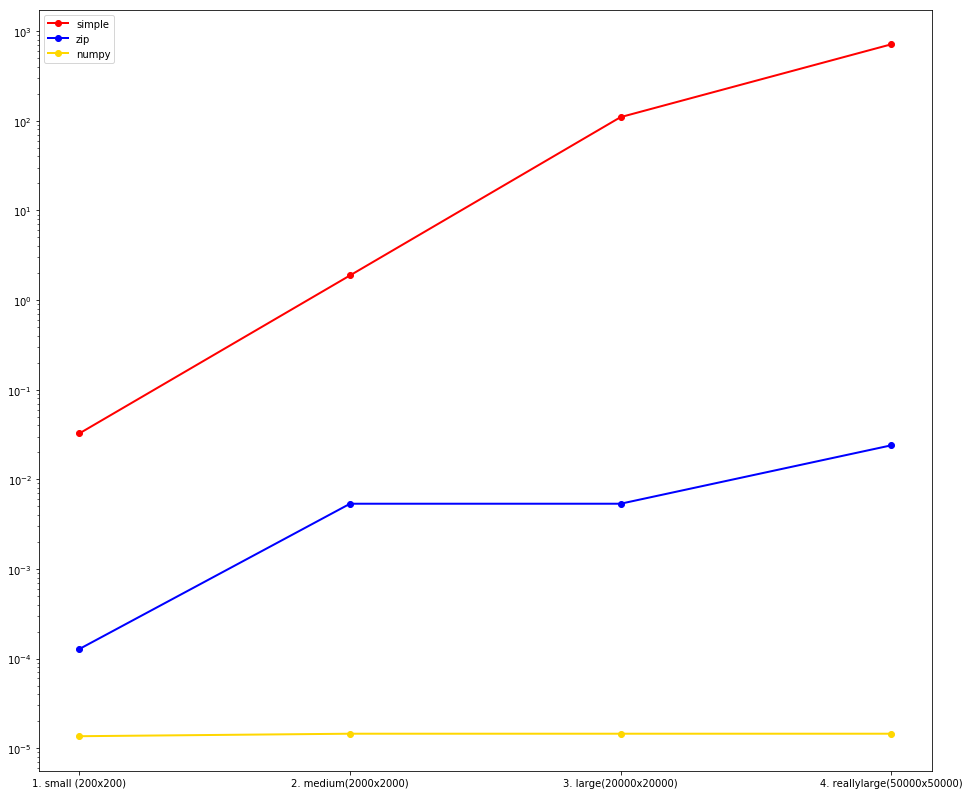 simple
zip
numpy
10³
10²
10¹
10⁰
10⁻¹
10⁻²
10⁻³
10⁻⁴
10⁻⁵
1. small (200x200)
2. medium(2000x2000)
3. large(20000x20000)
4. reallylarge(50000x50000)